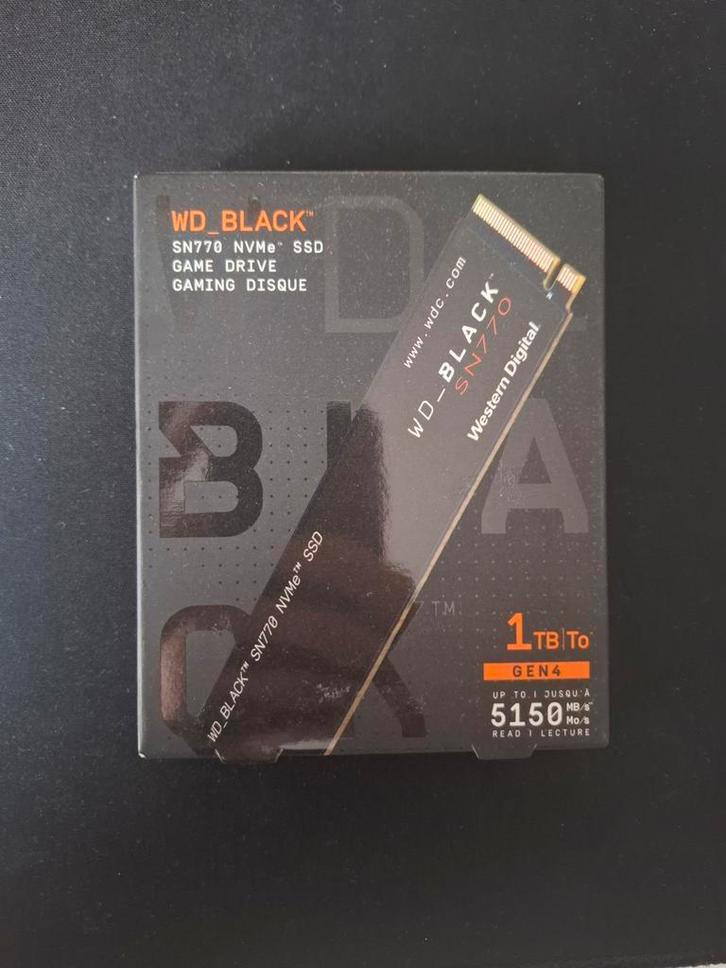 WD_BLACK™
SN770 NVMe™ SSD
GAME DRIVE
GAMING DISQUE
www.wdc.com
WD_BLACK™
SN770
Western Digital
WD_BLACK™ SN770 NVMe™ SSD
1TB|To
GEN4
UP TO | JUSQU'À
5150 MB/s
Mo/s
READ | LECTURE